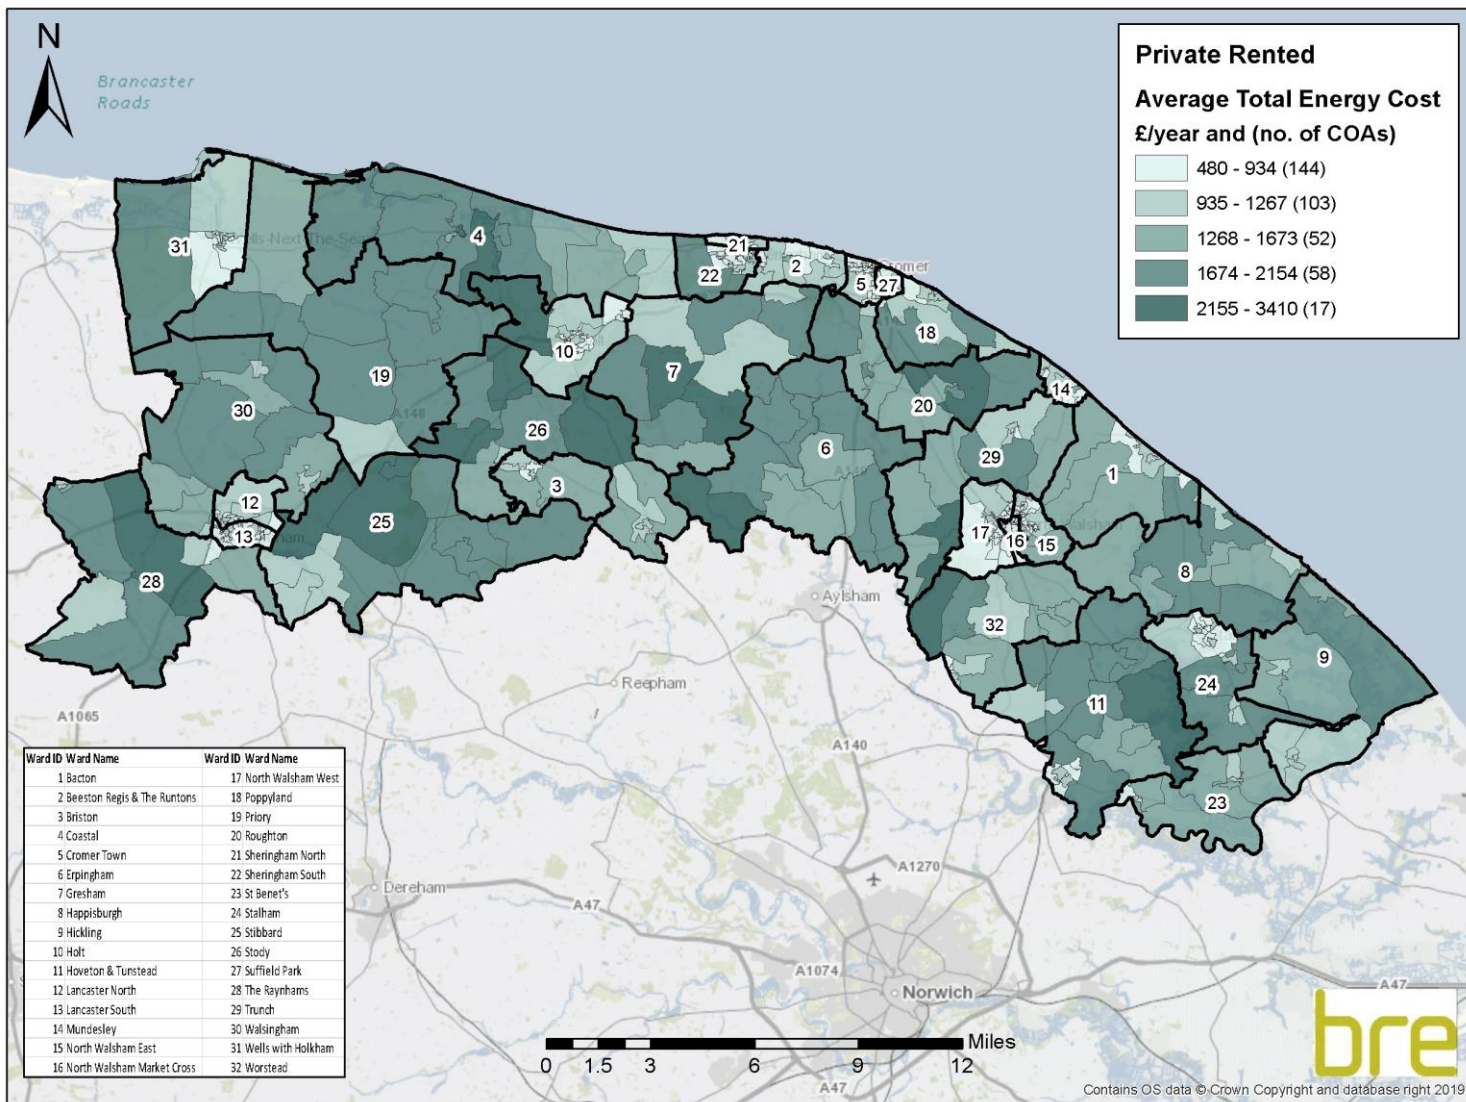 N
Brancaster
Roads
Private Rented
Average Total Energy Cost
£/year and (no. of COAs)
480 - 934 (144)
935 - 1267 (103)
1268 - 1673 (52)
1674 - 2154 (58)
2155 - 3410 (17)
31
4
21
22
2
5
27
Cromer
18
10
7
14
19
20
30
A148
26
6
29
1
3
12
17
16
15
25
13
8
28
Aylsham
32
9
Reepham
24
11
A1065
A140
23
Ward ID Ward Name Ward ID Ward Name
1 Bacton 17 North Walsham West
2 Beeston Regis & The Runtons 18 Poppyland
3 Briston 19 Priory
4 Coastal 20 Roughton
5 Cromer Town 21 Sheringham North
6 Erpingham 22 Sheringham South
7 Gresham 23 St Benet's
8 Happisburgh 24 Stalham
9 Hickling 25 Stibbard
10 Holt 26 Stody
11 Hoveton & Tunstead 27 Suffield Park
12 Lancaster North 28 The Raynhams
13 Lancaster South 29 Trunch
14 Mundesley 30 Walsingham
15 North Walsham East 31 Wells with Holkham
16 North Walsham Market Cross 32 Worstead
Dereham
A47
A1270
A1074
Norwich
A47
Miles
0 1.5 3 6 9 12
A47
bre
Contains OS data © Crown Copyright and database right 2019